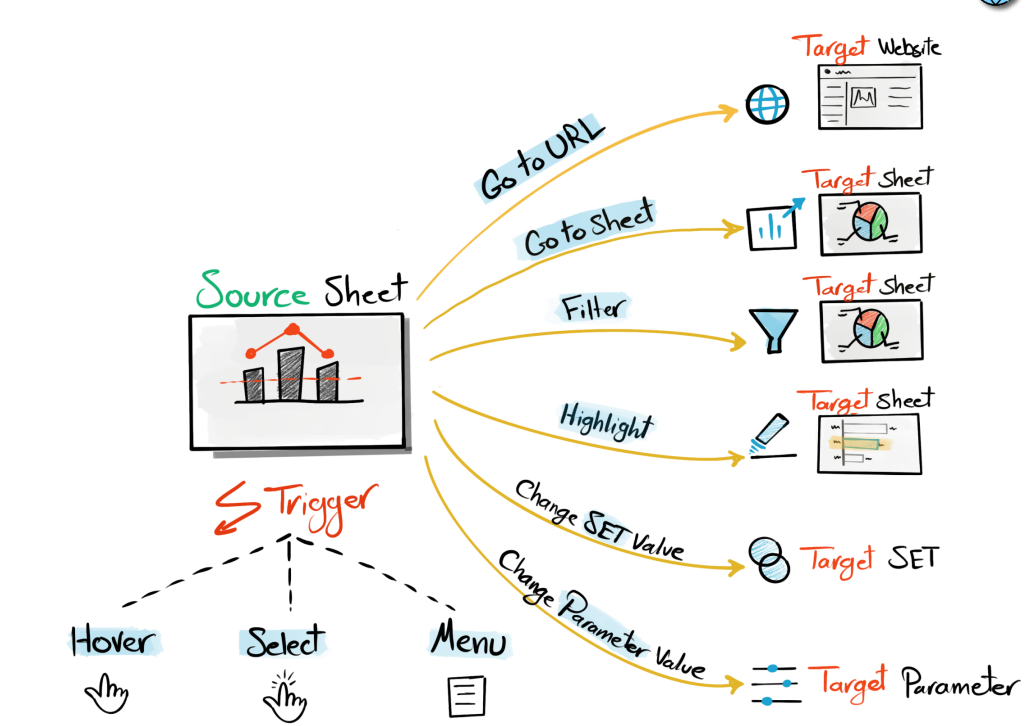 Target Website
Go to URL
Target Sheet
Go to Sheet
Source Sheet
Target Sheet
Filter
Target Sheet
Highlight
Trigger
Change SET Value
Target SET
Change Parameter Value
Hover
Select
Menu
Target Parameter